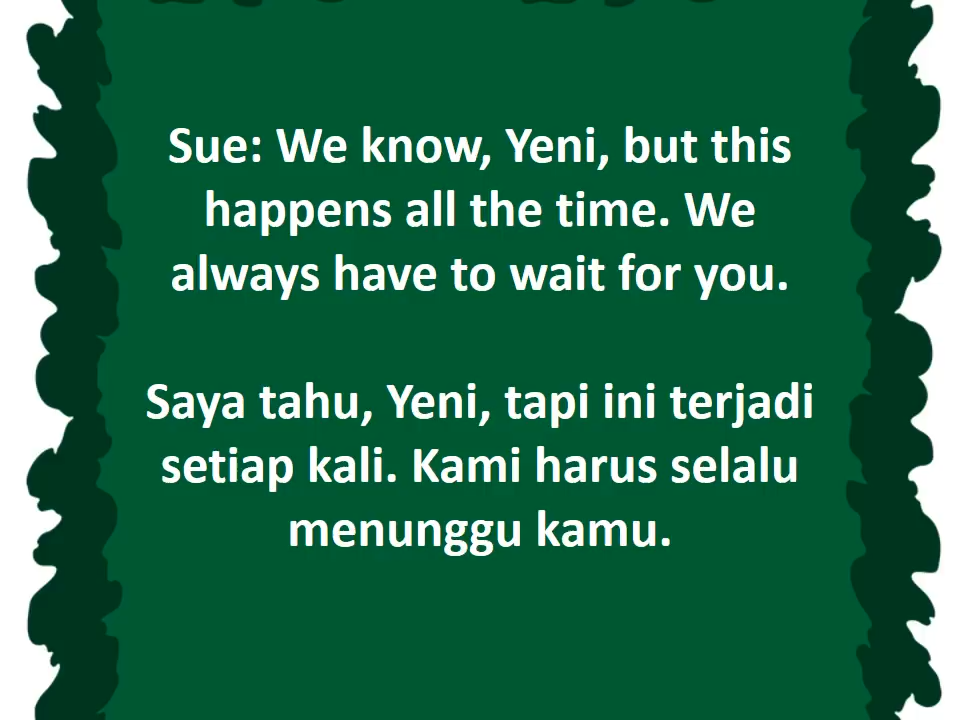 Sue: We know, Yeni, but this
happens all the time. We
always have to wait for you.
Saya tahu, Yeni, tapi ini terjadi
setiap kali. Kami harus selalu
menunggu kamu.